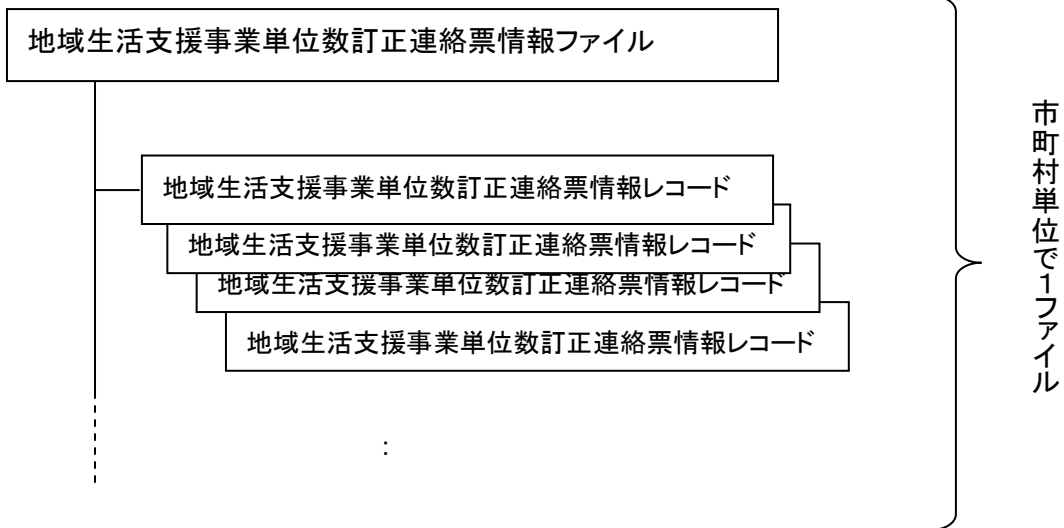 地域生活支援事業単位数訂正連絡票情報ファイル
地域生活支援事業単位数訂正連絡票情報レコード
地域生活支援事業単位数訂正連絡票情報レコード
地域生活支援事業単位数訂正連絡票情報レコード
地域生活支援事業単位数訂正連絡票情報レコード
:
市町村単位で1ファイル